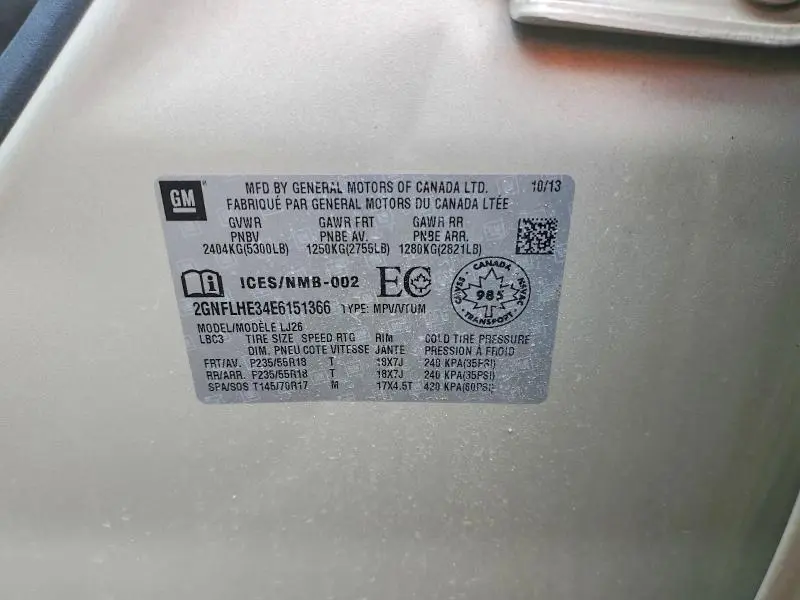 GM
MFD BY GENERAL MOTORS OF CANADA LTD. 10/13
FABRIQUÉ PAR GENERAL MOTORS DU CANADA LTÉE
GVWR GAWR FRT GAWR RR
PNBV PNBE AV. PNBE ARR.
2404KG(5300LB) 1250KG(2755LB) 1280KG(2821LB)
ICES/NMB-002 EC
CANADA
CMVSS 985 NSVAC
TRANSPORT
2GNFLHE34E6151366 TYPE: MPV/VTUM
MODEL/MODÈLE LJ26
LBC3 TIRE SIZE SPEED RTG RIM COLD TIRE PRESSURE
DIM. PNEU COTE VITESSE JANTE PRESSION À FROID
FRT/AV. P235/55R18 T 18X7J 240 KPA(35PSI)
RR/ARR. P235/55R18 T 18X7J 240 KPA(35PSI)
SPA/SOS T145/70R17 M 17X4.5T 420 KPA(60PSI)